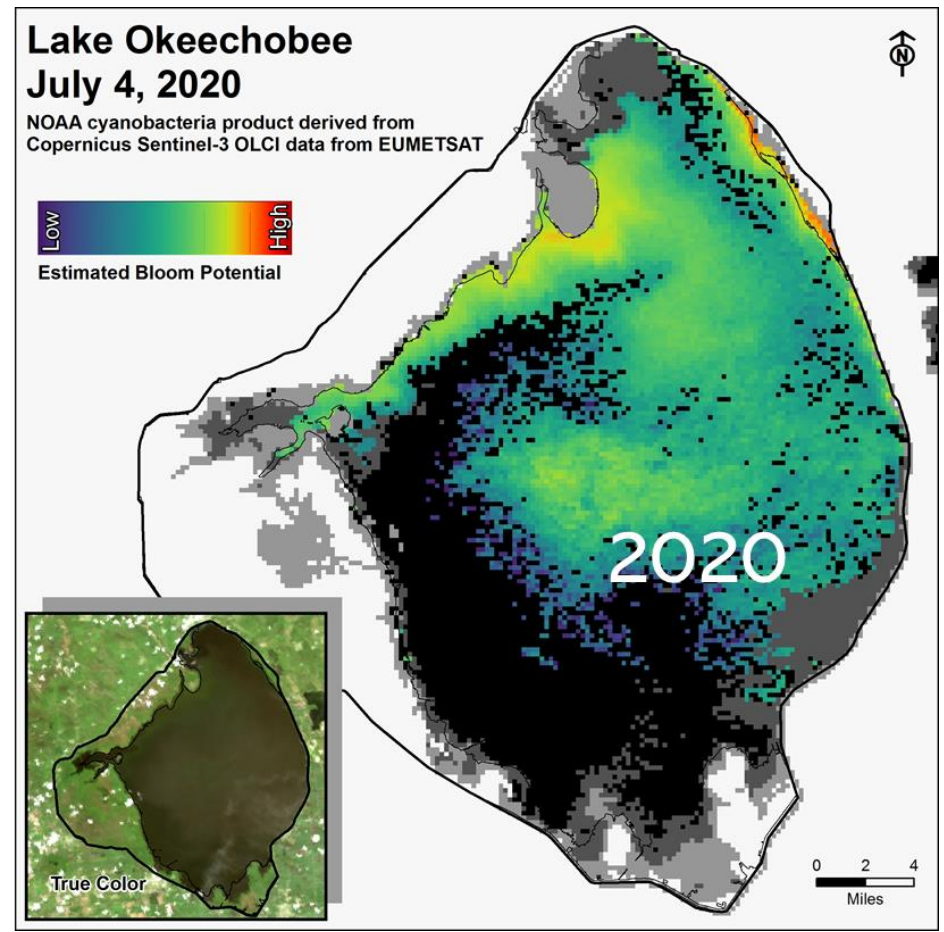 Lake Okeechobee
July 4, 2020
NOAA cyanobacteria product derived from
Copernicus Sentinel-3 OLCI data from EUMETSAT
Low
High
Estimated Bloom Potential
N
2020
True Color
0 2 4
Miles